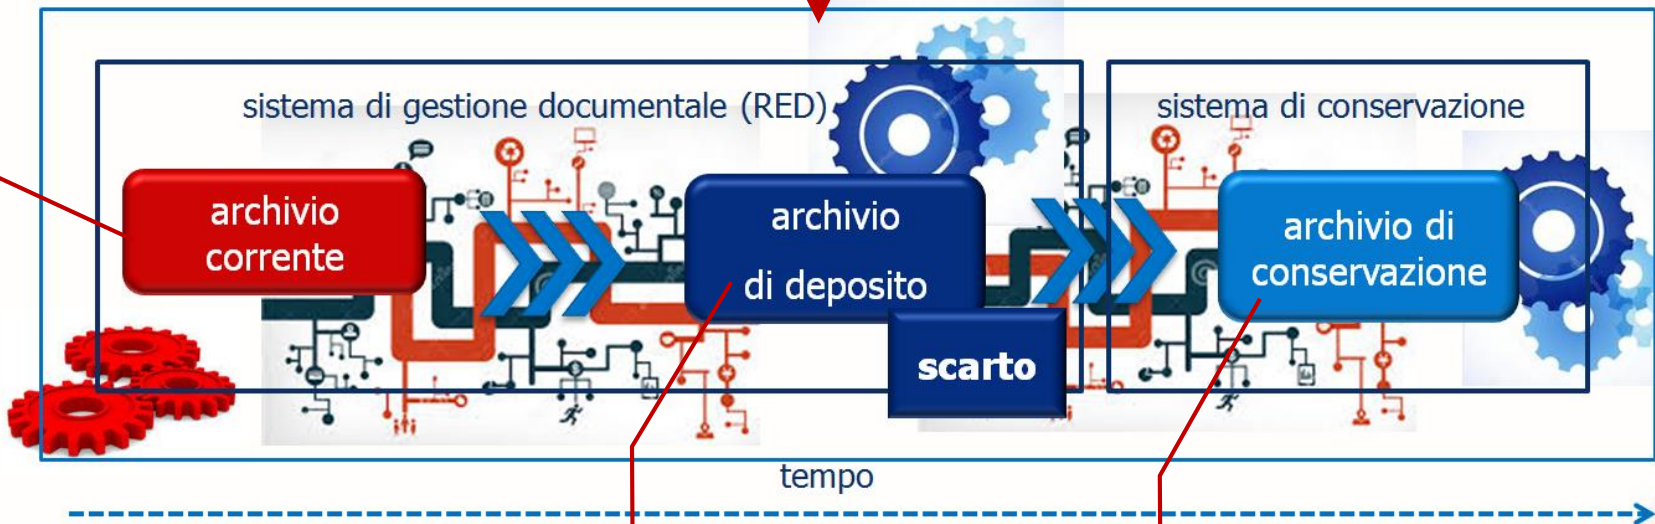 sistema di gestione documentale (RED)
sistema di conservazione
archivio
corrente
archivio
di deposito
archivio di
conservazione
scarto
tempo